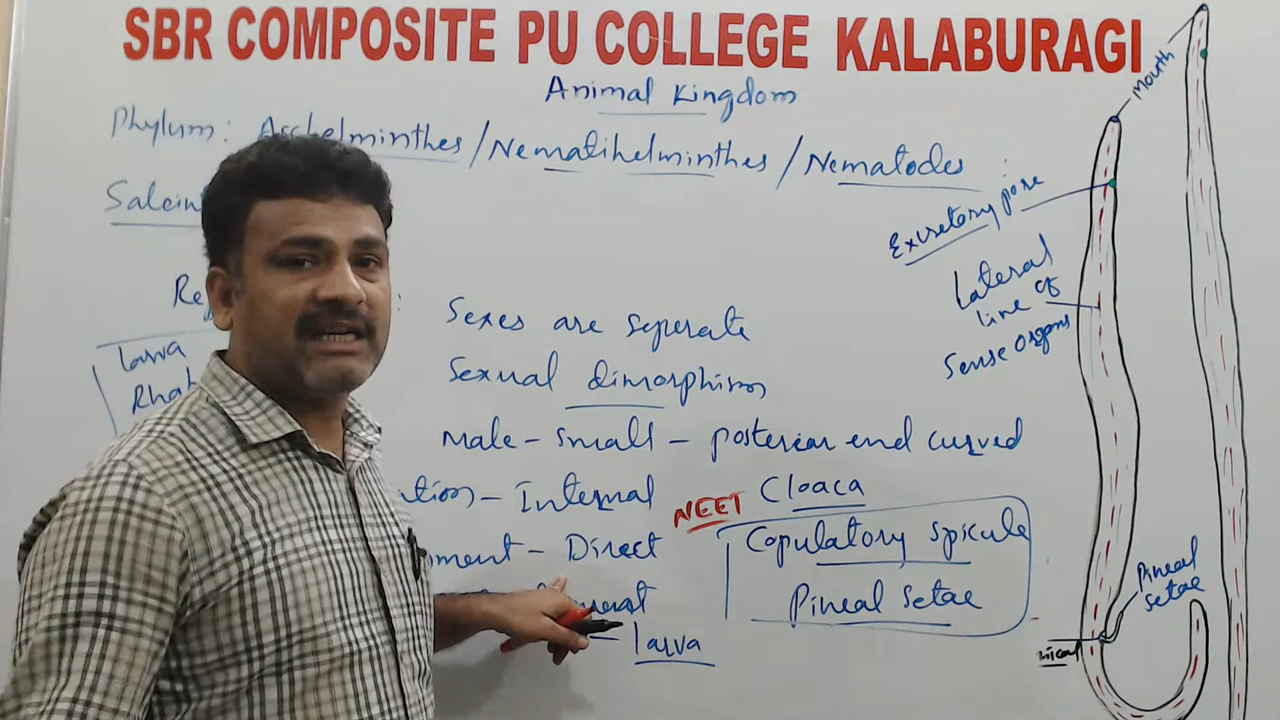 SBR COMPOSITE PU COLLEGE KALABURAGI
Animal Kingdom
Phylum: Aschelminthes / Nematihelminthes / Nematodes
Mouth
Excretory pore
Lateral
line of
Sense organs
Sexes are seperate
larva
Sexual dimorphism
Male - Small - posterior end curved
Internal
NEET
Cloaca
Direct
Copulatory spicule
Pineal Setae
larva
Pineal
Setae